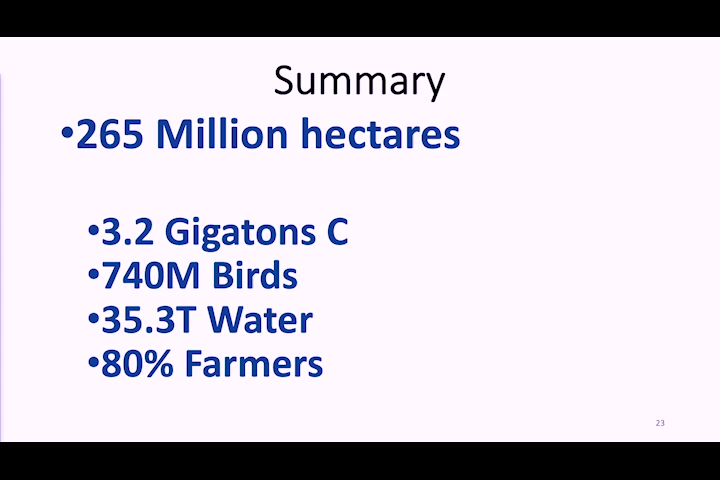 Summary
•265 Million hectares
•3.2 Gigatons C
•740M Birds
•35.3T Water
•80% Farmers
23